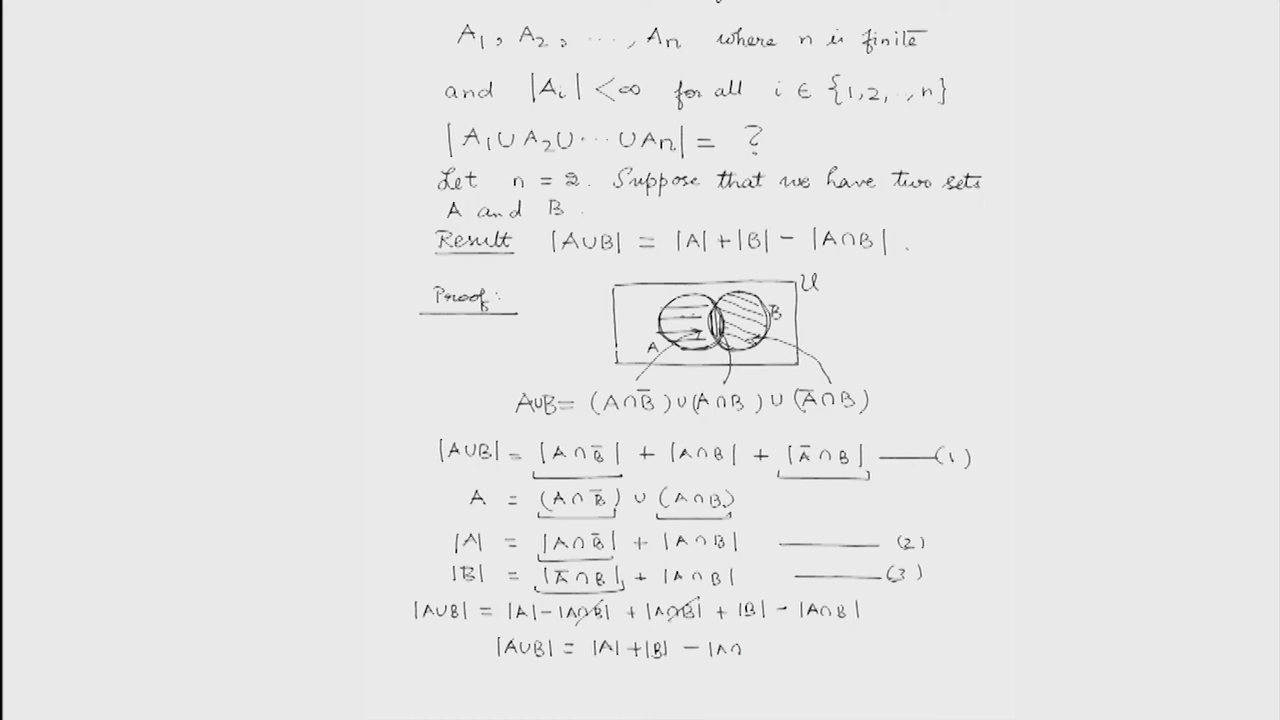 A₁, A₂, ..., Aₙ where n is finite
and |Aᵢ| < ∞ for all i ∈ {1,2,..,n}
|A₁∪A₂∪...∪Aₙ| = ?
Let n = 2. Suppose that we have two sets
A and B.
Result |A∪B| = |A|+|B| - |A∩B|.
Proof:
U
A B
A∪B = (A∩B̅)∪(A∩B)∪(A̅∩B)
|A∪B| = |A∩B̅| + |A∩B| + |A̅∩B| —(1)
A = (A∩B̅) ∪ (A∩B)
|A| = |A∩B̅| + |A∩B| —(2)
|B| = |A̅∩B| + |A∩B| —(3)
|A∪B| = |A|-|A∩B| + |A∩B| + |B| - |A∩B|
|A∪B| = |A|+|B| - |A∩